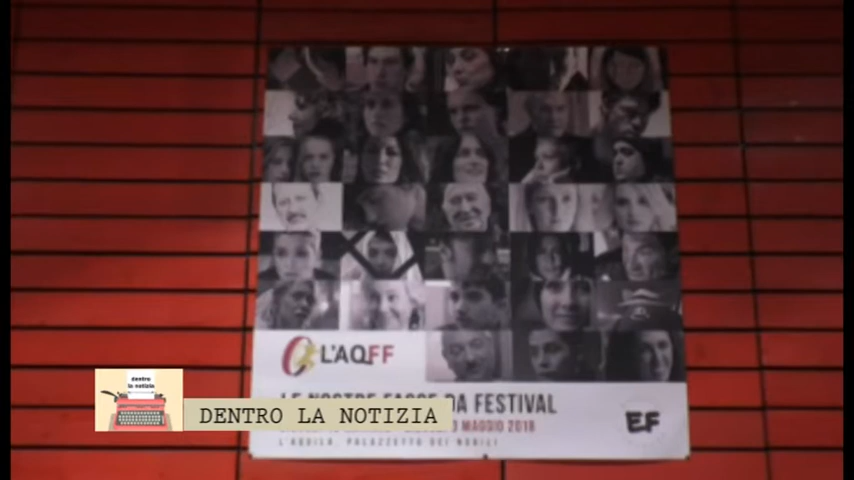 L'AQFF
LE NOSTRE FACCE DA FESTIVAL
MAGGIO 2018
L'AQUILA, PALAZZETTO DEI NOBILI
EF
dentro
la notizia
DENTRO LA NOTIZIA